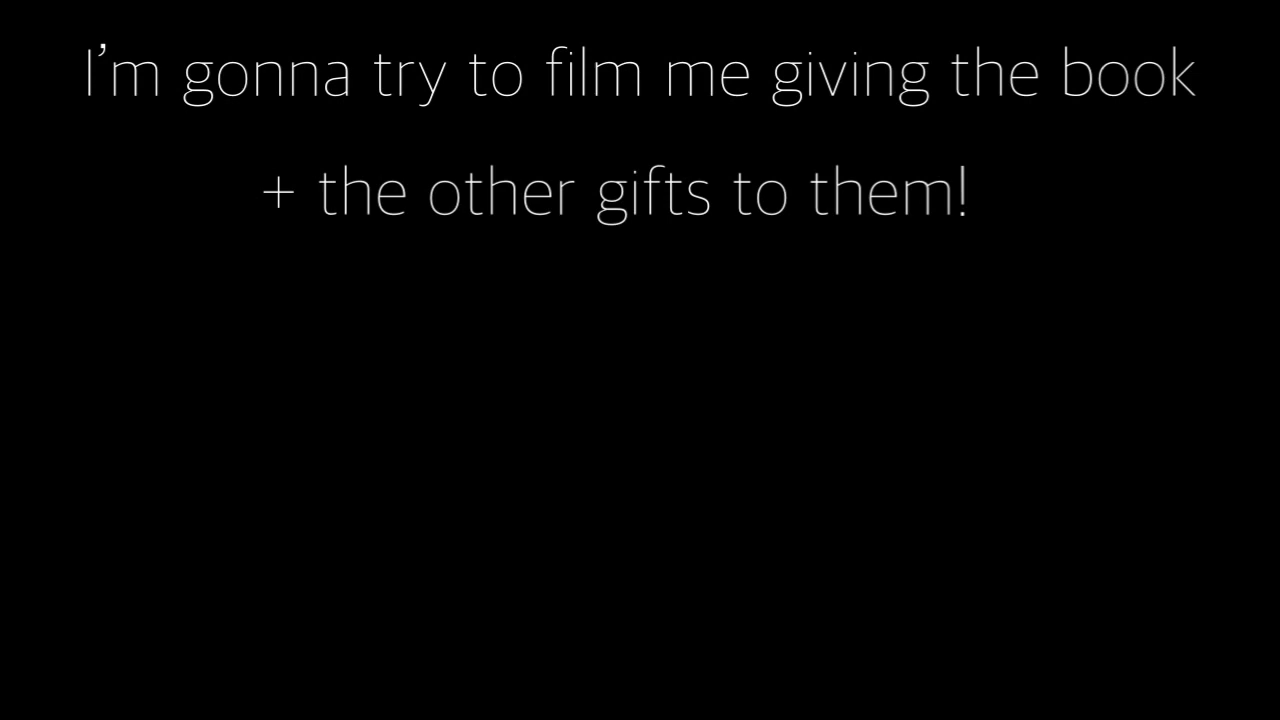 I’m gonna try to film me giving the book
+ the other gifts to them!